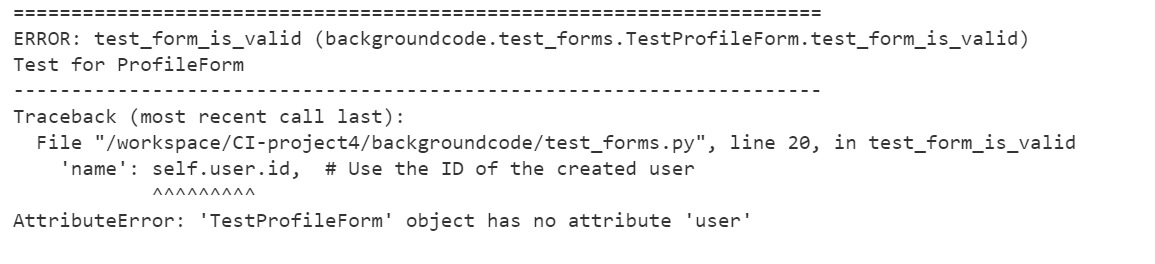 ======================================================================
ERROR: test_form_is_valid (backgroundcode.test_forms.TestProfileForm.test_form_is_valid)
Test for ProfileForm
----------------------------------------------------------------------
Traceback (most recent call last):
  File "/workspace/CI-project4/backgroundcode/test_forms.py", line 20, in test_form_is_valid
    'name': self.user.id,  # Use the ID of the created user
            ^^^^^^^^^
AttributeError: 'TestProfileForm' object has no attribute 'user'